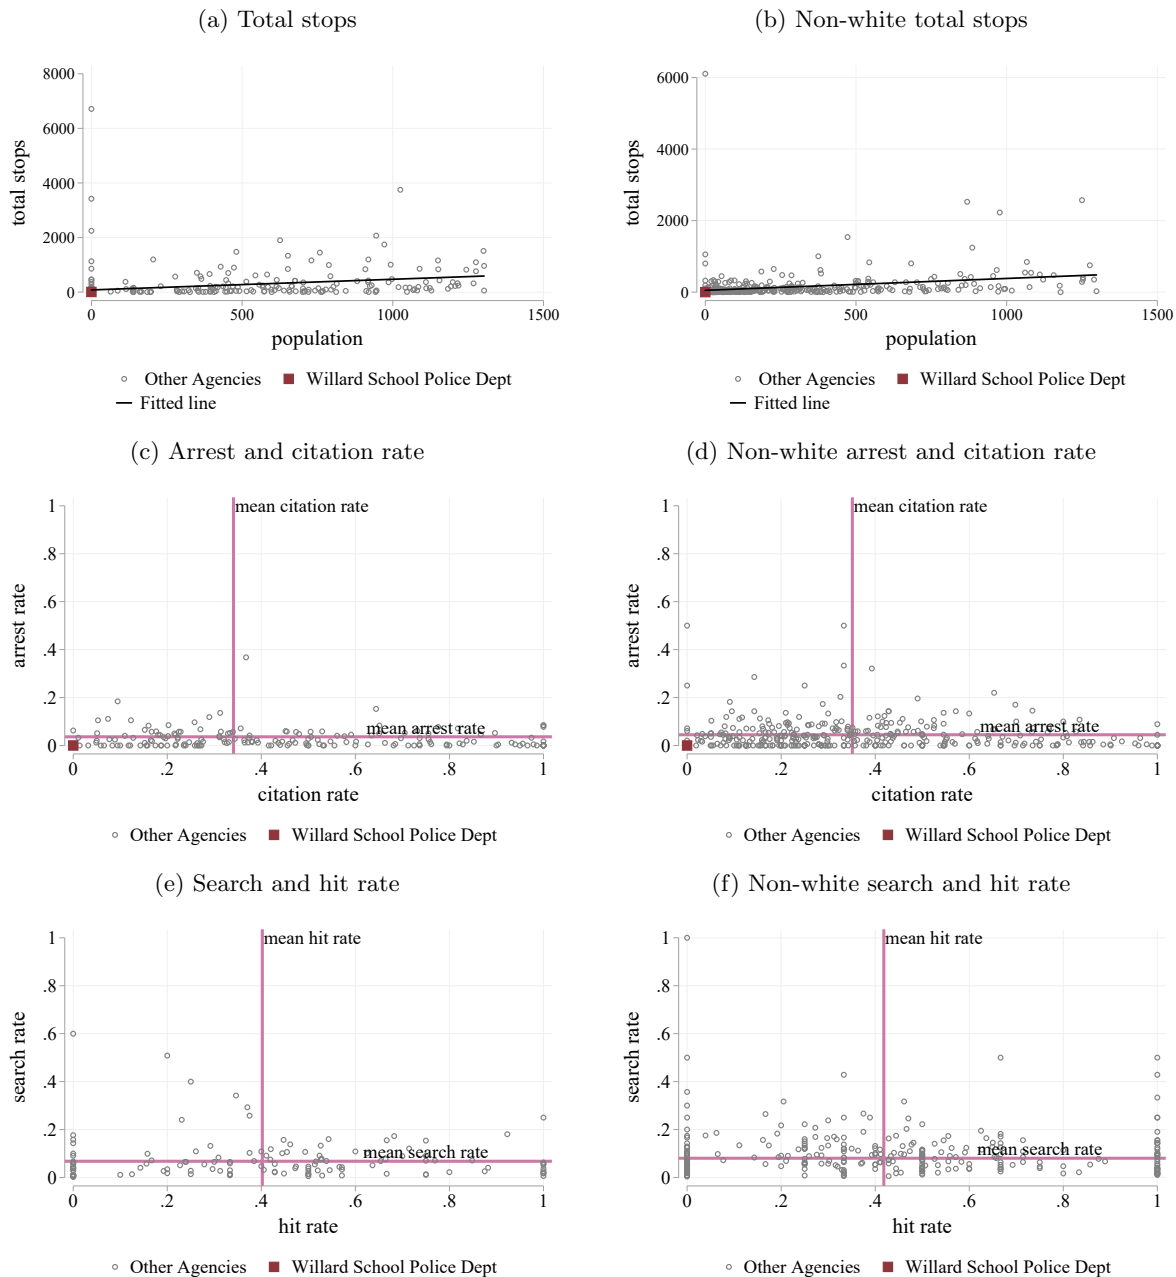 (a) Total stops
(b) Non-white total stops
8000
6000
4000
2000
0
total stops
0 500 1000 1500
population
Other Agencies Willard School Police Dept
Fitted line
6000
4000
2000
0
total stops
0 500 1000 1500
population
Other Agencies Willard School Police Dept
Fitted line
(c) Arrest and citation rate
(d) Non-white arrest and citation rate
1
.8
.6
.4
.2
0
arrest rate
mean citation rate
mean arrest rate
0 .2 .4 .6 .8 1
citation rate
Other Agencies Willard School Police Dept
1
.8
.6
.4
.2
0
arrest rate
mean citation rate
mean arrest rate
0 .2 .4 .6 .8 1
citation rate
Other Agencies Willard School Police Dept
(e) Search and hit rate
(f) Non-white search and hit rate
1
.8
.6
.4
.2
0
search rate
mean hit rate
mean search rate
0 .2 .4 .6 .8 1
hit rate
Other Agencies Willard School Police Dept
1
.8
.6
.4
.2
0
search rate
mean hit rate
mean search rate
0 .2 .4 .6 .8 1
hit rate
Other Agencies Willard School Police Dept